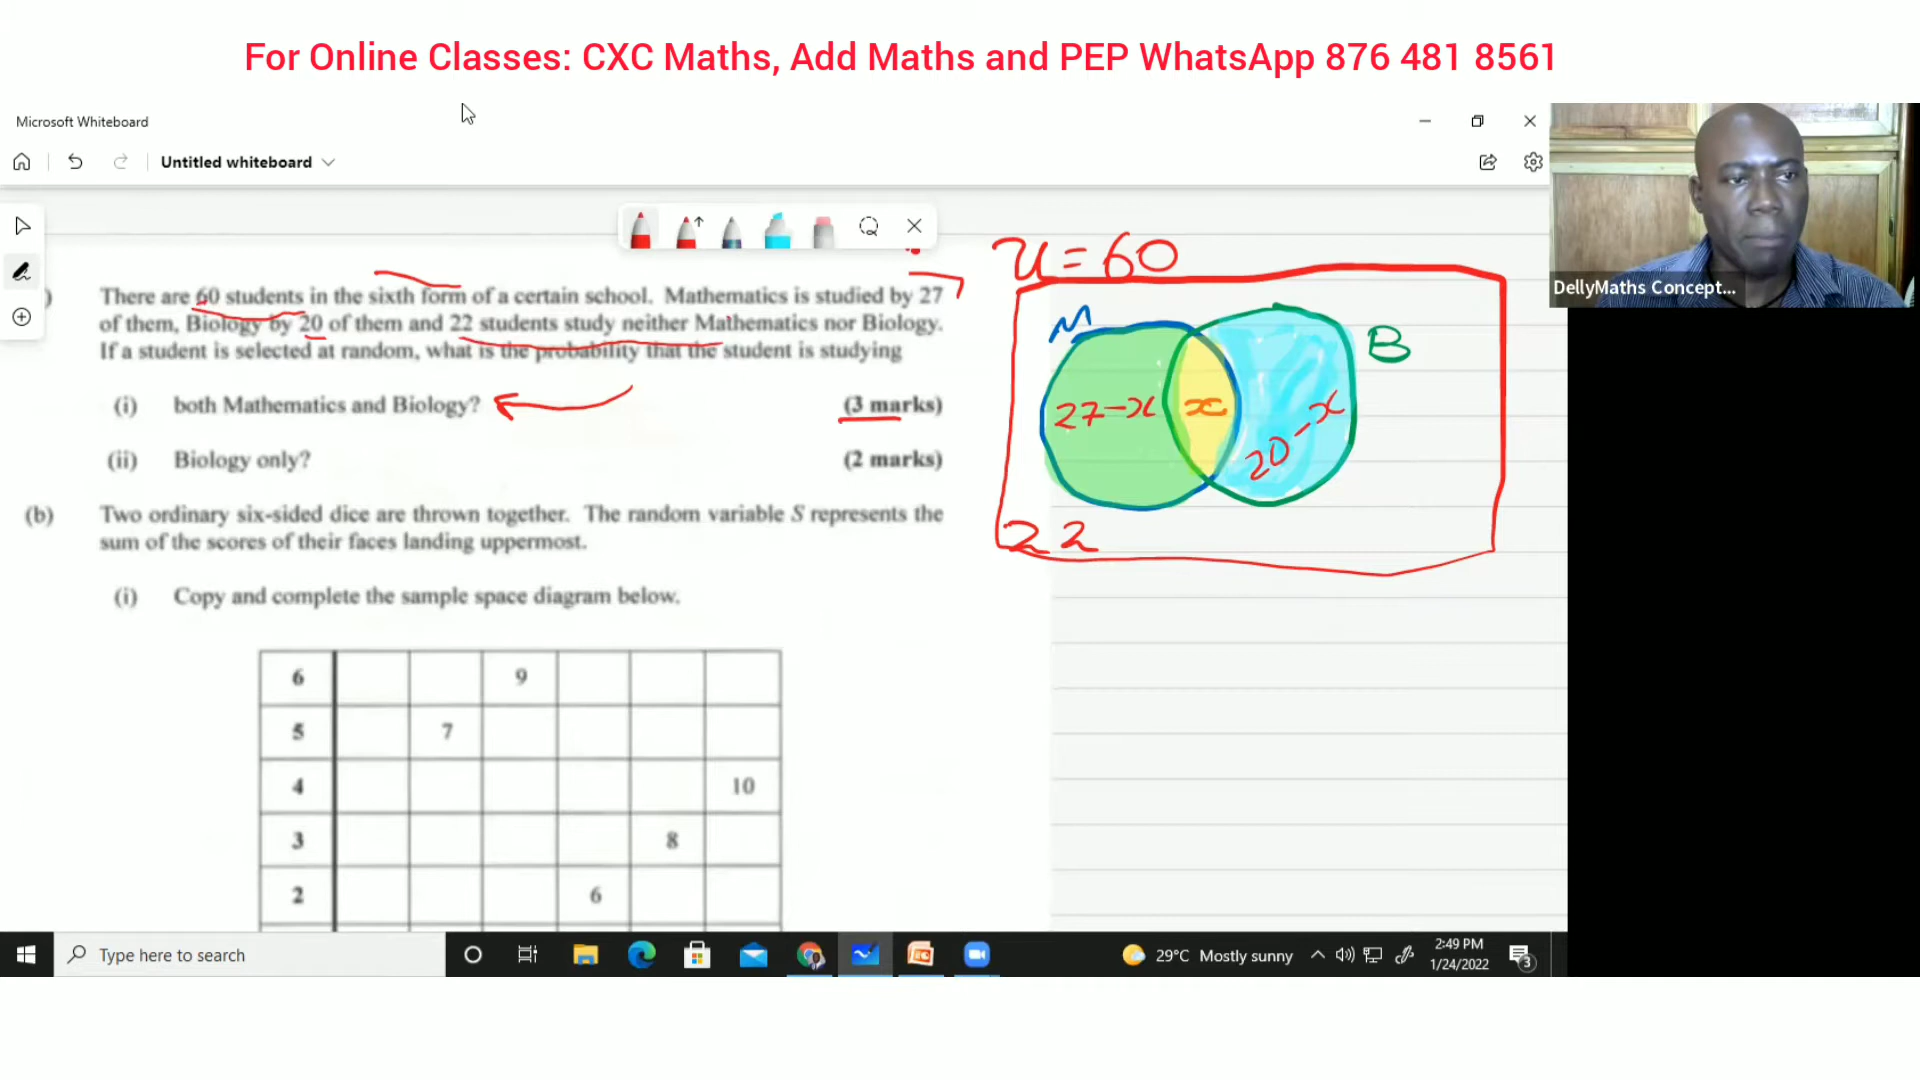 For Online Classes: CXC Maths, Add Maths and PEP WhatsApp 876 481 8561
Microsoft Whiteboard
Untitled whiteboard
DellyMaths Concept...
U = 60
There are 60 students in the sixth form of a certain school. Mathematics is studied by 27
of them, Biology by 20 of them and 22 students study neither Mathematics nor Biology.
If a student is selected at random, what is the probability that the student is studying
(i) both Mathematics and Biology? (3 marks)
(ii) Biology only? (2 marks)
M
B
27-x x 20-x
22
(b) Two ordinary six-sided dice are thrown together. The random variable S represents the
sum of the scores of their faces landing uppermost.
(i) Copy and complete the sample space diagram below.
6 9
5 7
4 10
3 8
2 6
Type here to search
29°C Mostly sunny
2:49 PM
1/24/2022
3